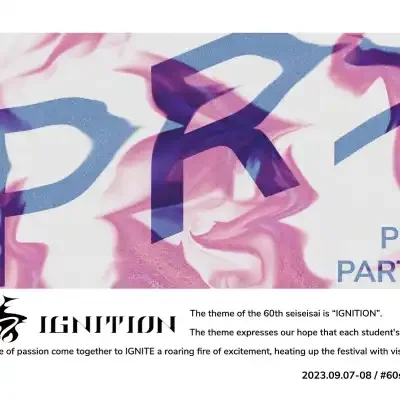 PR
P
PART
IGNITION
The theme of the 60th seiseisai is “IGNITION”.
The theme expresses our hope that each student's
e of passion come together to IGNITE a roaring fire of excitement, heating up the festival with vis
2023.09.07-08 / #60s